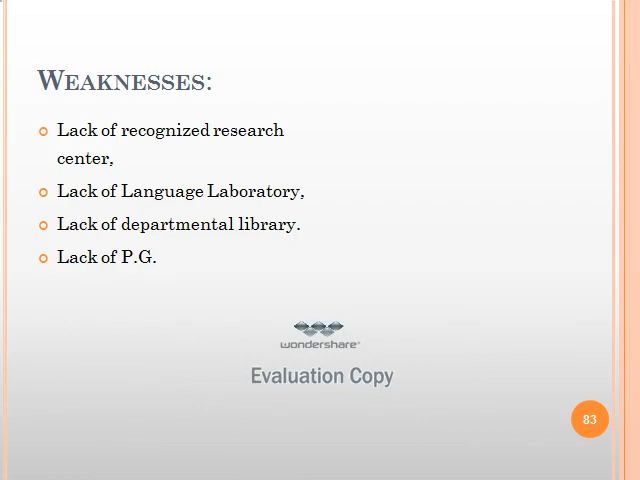 WEAKNESSES:
Lack of recognized research
center,
Lack of Language Laboratory,
Lack of departmental library.
Lack of P.G.
wondershare
Evaluation Copy
83